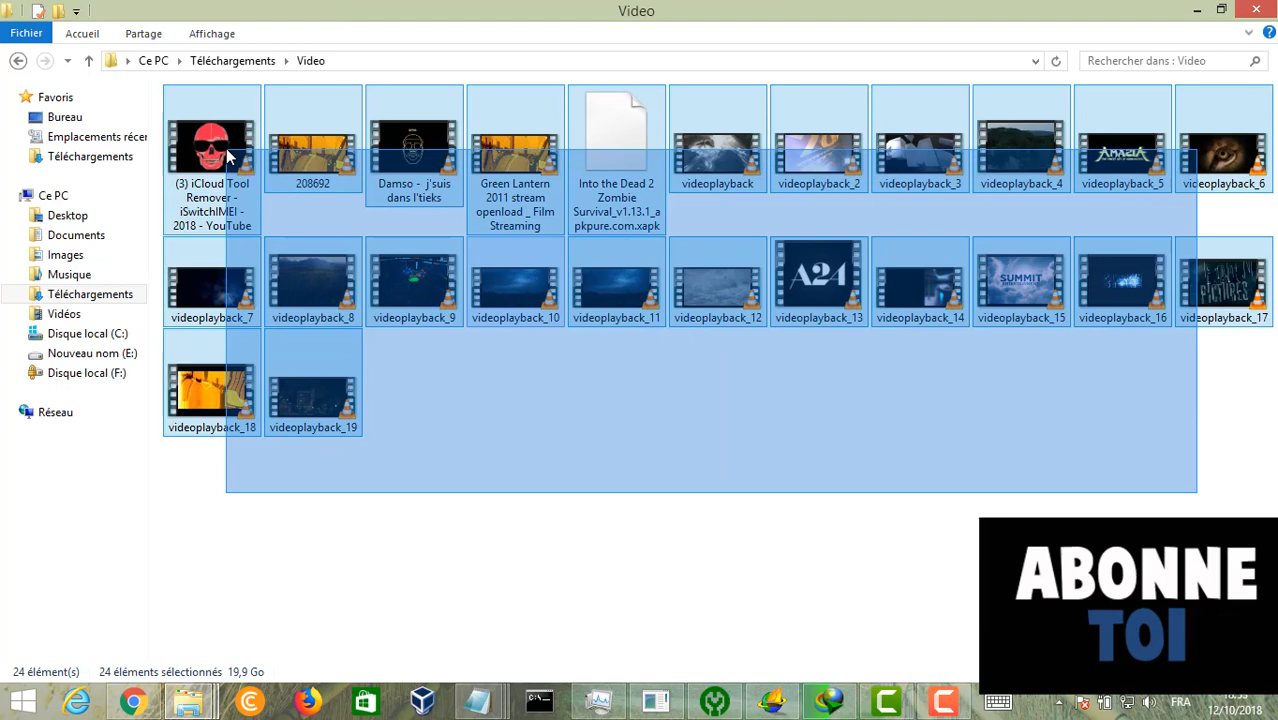 Video
Fichier
Accueil
Partage
Affichage
Ce PC
Téléchargements
Video
Rechercher dans : Video
Favoris
Bureau
Emplacements récer
Téléchargements
Ce PC
Desktop
Documents
Images
Musique
Téléchargements
Vidéos
Disque local (C:)
Nouveau nom (E:)
Disque local (F:)
Réseau
(3) iCloud Tool
Remover -
iSwitchIMEI -
2018 - YouTube
208692
Damso - j'suis
dans l'tieks
Green Lantern
2011 stream
openload _ Film
Streaming
Into the Dead 2
Zombie
Survival_v1.13.1_a
pkpure.com.xapk
videoplayback
videoplayback_2
videoplayback_3
videoplayback_4
videoplayback_5
videoplayback_6
videoplayback_7
videoplayback_8
videoplayback_9
videoplayback_10
videoplayback_11
videoplayback_12
A24
videoplayback_13
videoplayback_14
SUMMIT
videoplayback_15
videoplayback_16
PICTURES
videoplayback_17
videoplayback_18
videoplayback_19
ABONNE
TOI
24 élément(s)
24 éléments sélectionnés 19,9 Go
FRA
12/10/2018